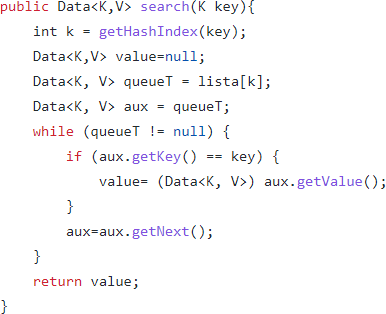 public Data<K,V> search(K key){
    int k = getHashIndex(key);
    Data<K,V> value=null;
    Data<K, V> queueT = lista[k];
    Data<K, V> aux = queueT;
    while (queueT != null) {
        if (aux.getKey() == key) {
            value= (Data<K, V>) aux.getValue();
        }
        aux=aux.getNext();
    }
    return value;
}